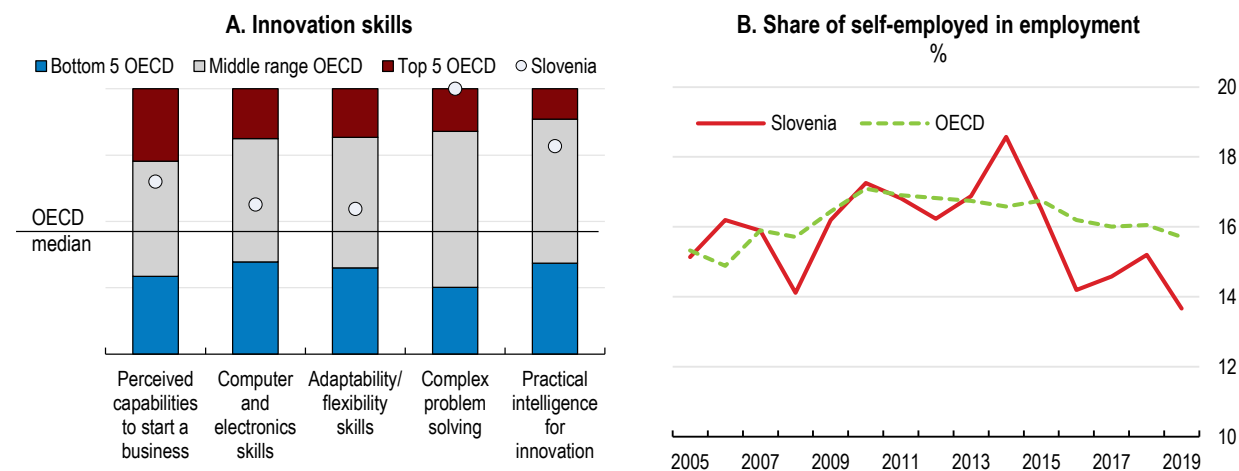 A. Innovation skills
Bottom 5 OECD Middle range OECD Top 5 OECD Slovenia
OECD
median
Perceived
capabilities
to start a
business
Computer
and
electronics
skills
Adaptability/
flexibility
skills
Complex
problem
solving
Practical
intelligence
for
innovation
B. Share of self-employed in employment
%
Slovenia OECD
20
18
16
14
12
10
2005 2007 2009 2011 2013 2015 2017 2019